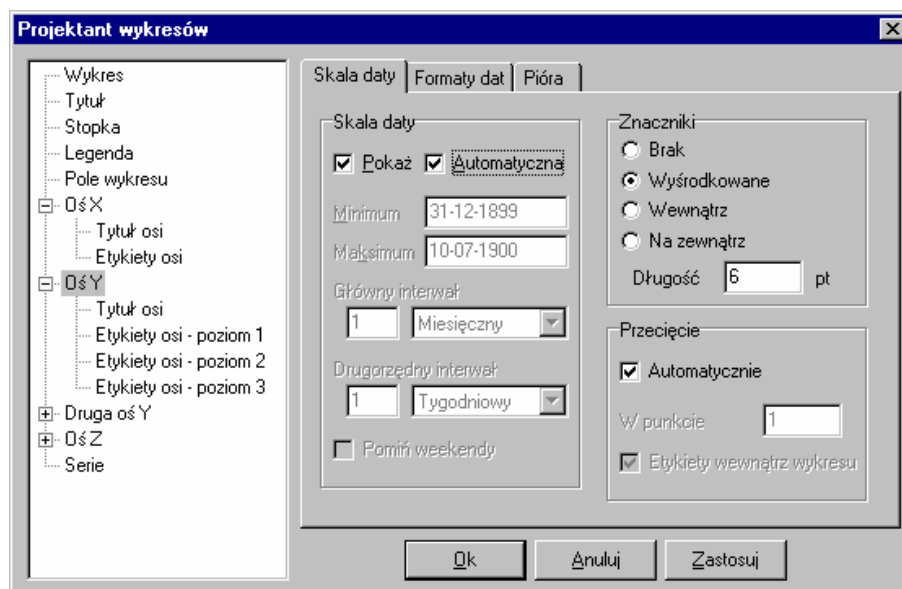 Projektant wykresów
Wykres
Tytuł
Stopka
Legenda
Pole wykresu
Oś X
Tytuł osi
Etykiety osi
Oś Y
Tytuł osi
Etykiety osi - poziom 1
Etykiety osi - poziom 2
Etykiety osi - poziom 3
Druga oś Y
Oś Z
Serie
Skala daty
Formaty dat
Pióra
Skala daty
Pokaż
Automatyczna
Minimum
31-12-1899
Maksimum
10-07-1900
Główny interwał
1
Miesięczny
Drugorzędny interwał
1
Tygodniowy
Pomiń weekendy
Znaczniki
Brak
Wyśrodkowane
Wewnątrz
Na zewnątrz
Długość
6
pt
Przecięcie
Automatycznie
W punkcie
1
Etykiety wewnątrz wykresu
Ok
Anuluj
Zastosuj